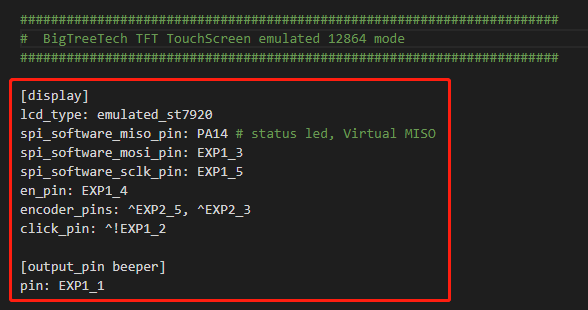 ######################################################################
#  BigTreeTech TFT TouchScreen emulated 12864 mode
######################################################################
[display]
lcd_type: emulated_st7920
spi_software_miso_pin: PA14 # status led, Virtual MISO
spi_software_mosi_pin: EXP1_3
spi_software_sclk_pin: EXP1_5
en_pin: EXP1_4
encoder_pins: ^EXP2_5, ^EXP2_3
click_pin: ^!EXP1_2
[output_pin beeper]
pin: EXP1_1